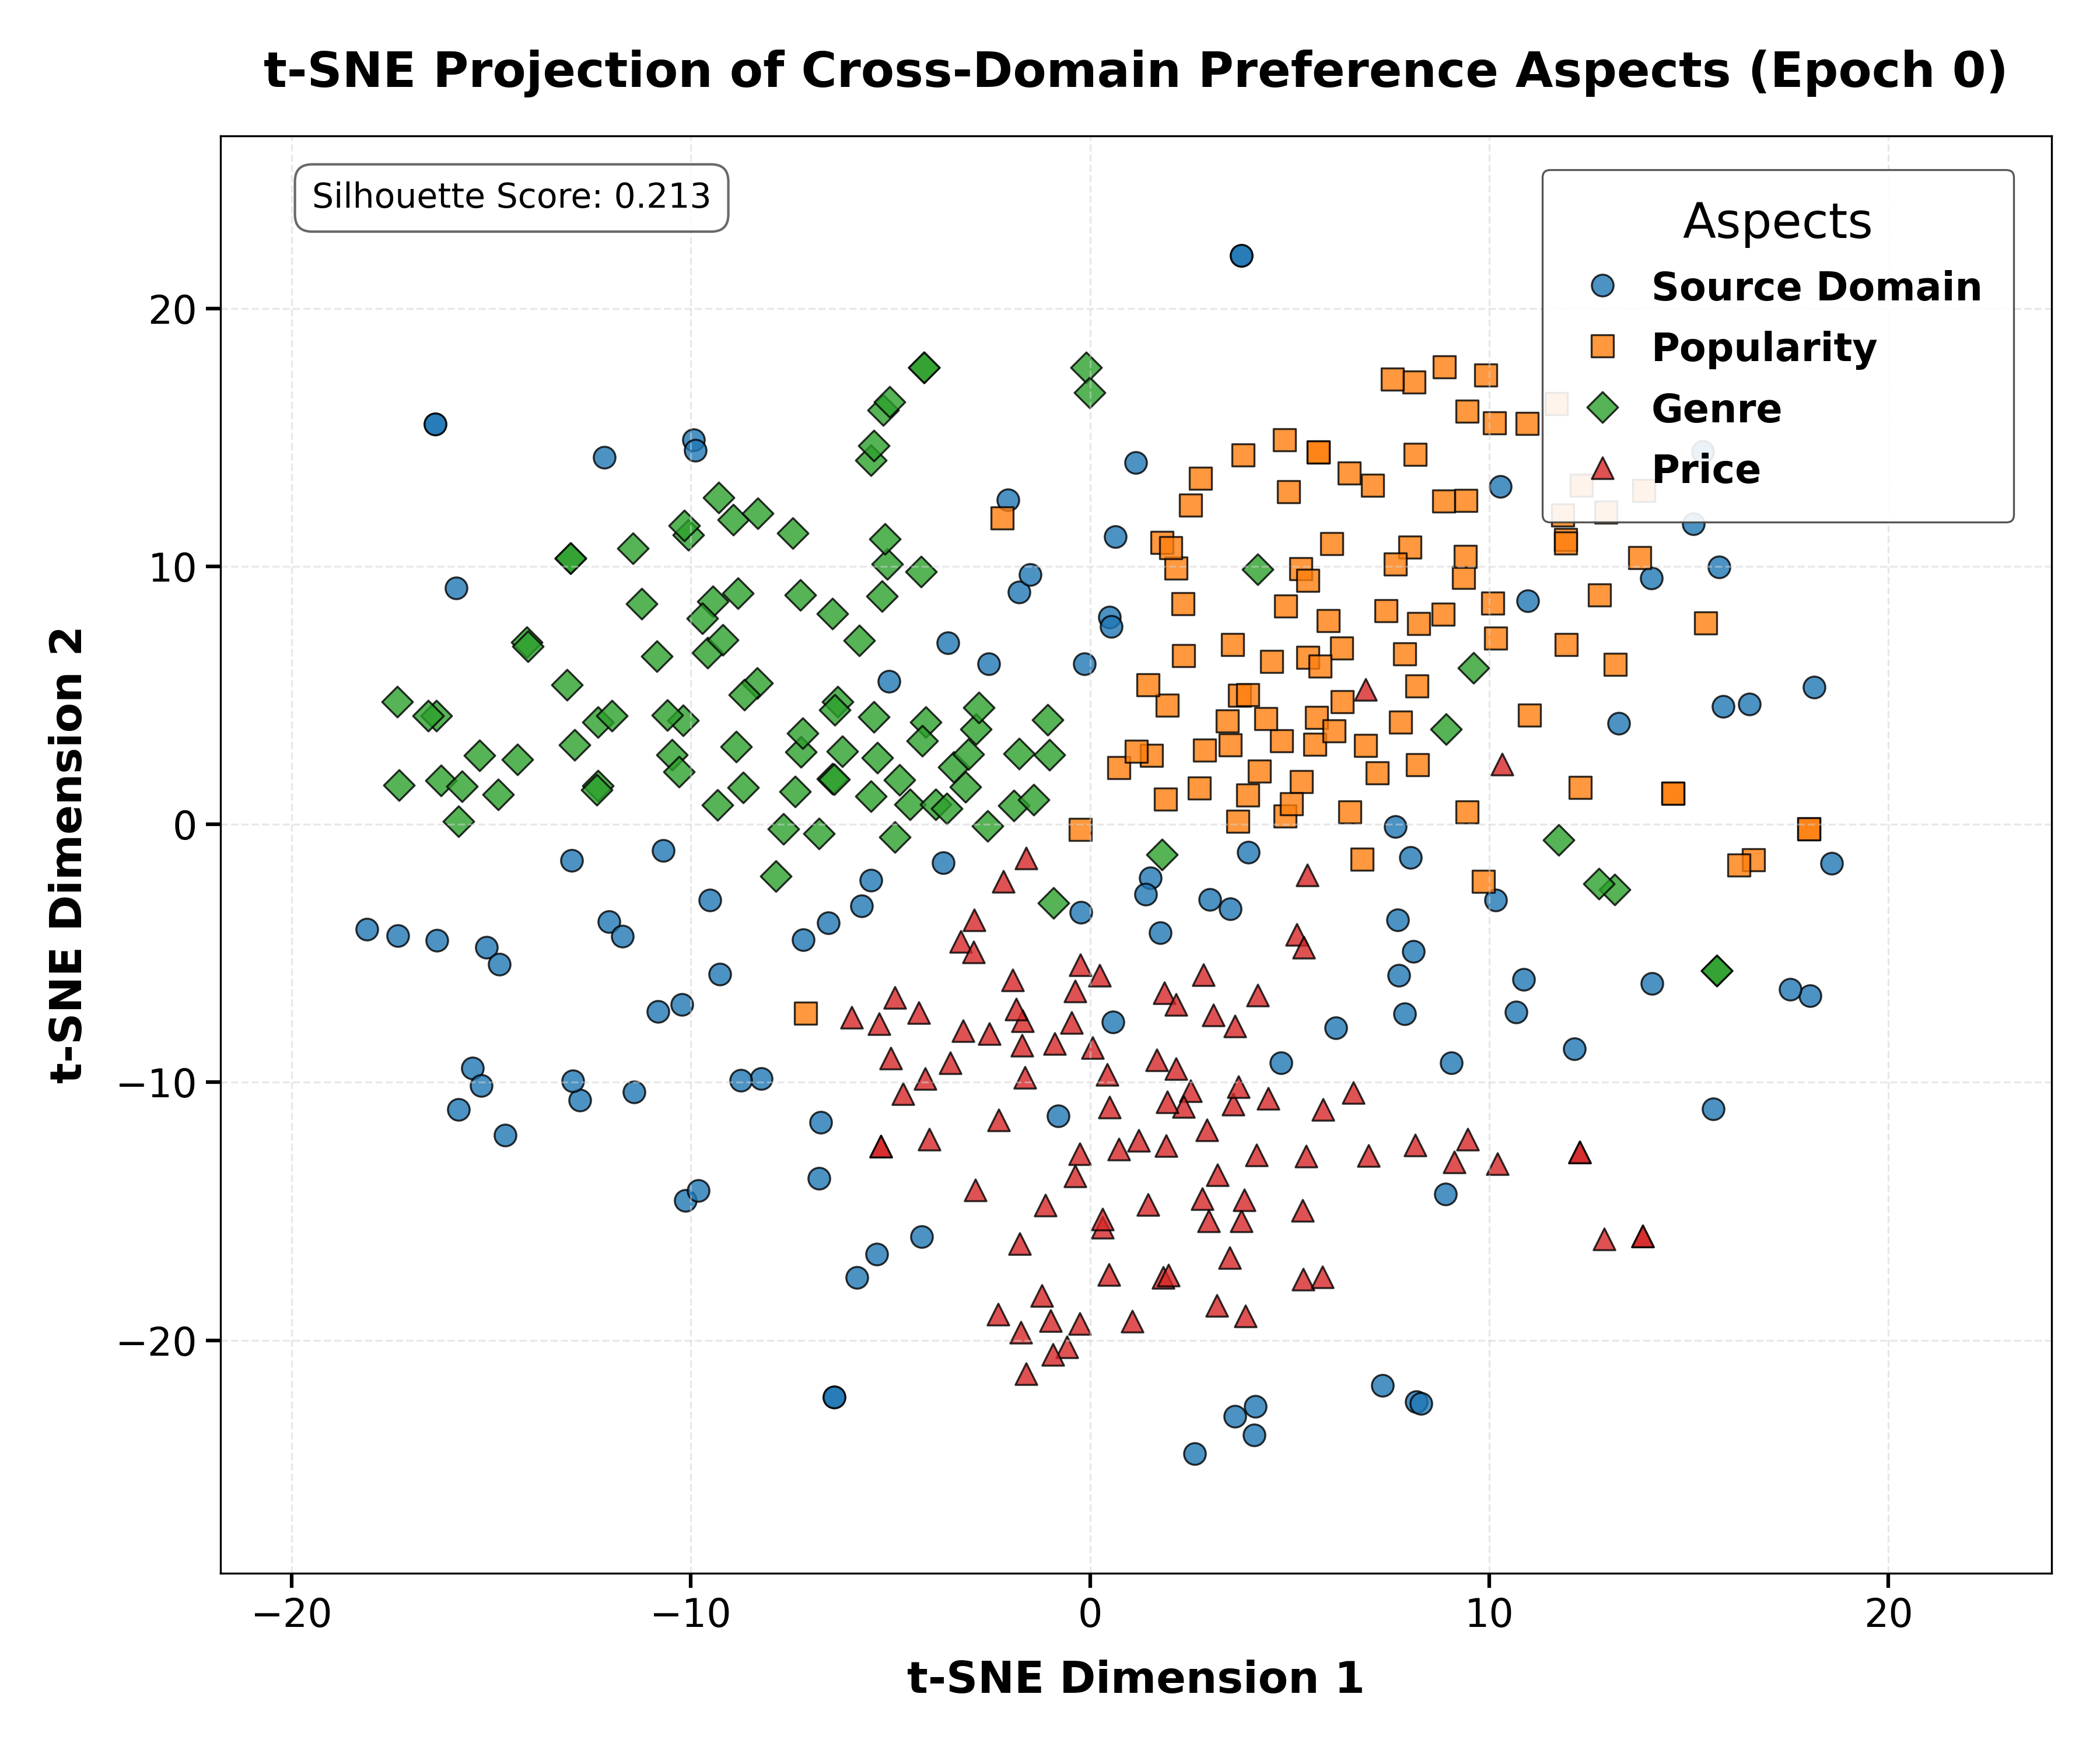 t-SNE Projection of Cross-Domain Preference Aspects (Epoch 0)
Silhouette Score: 0.213
Aspects
Source Domain
Popularity
Genre
Price
t-SNE Dimension 2
20
10
0
−10
−20
−20
−10
0
10
20
t-SNE Dimension 1